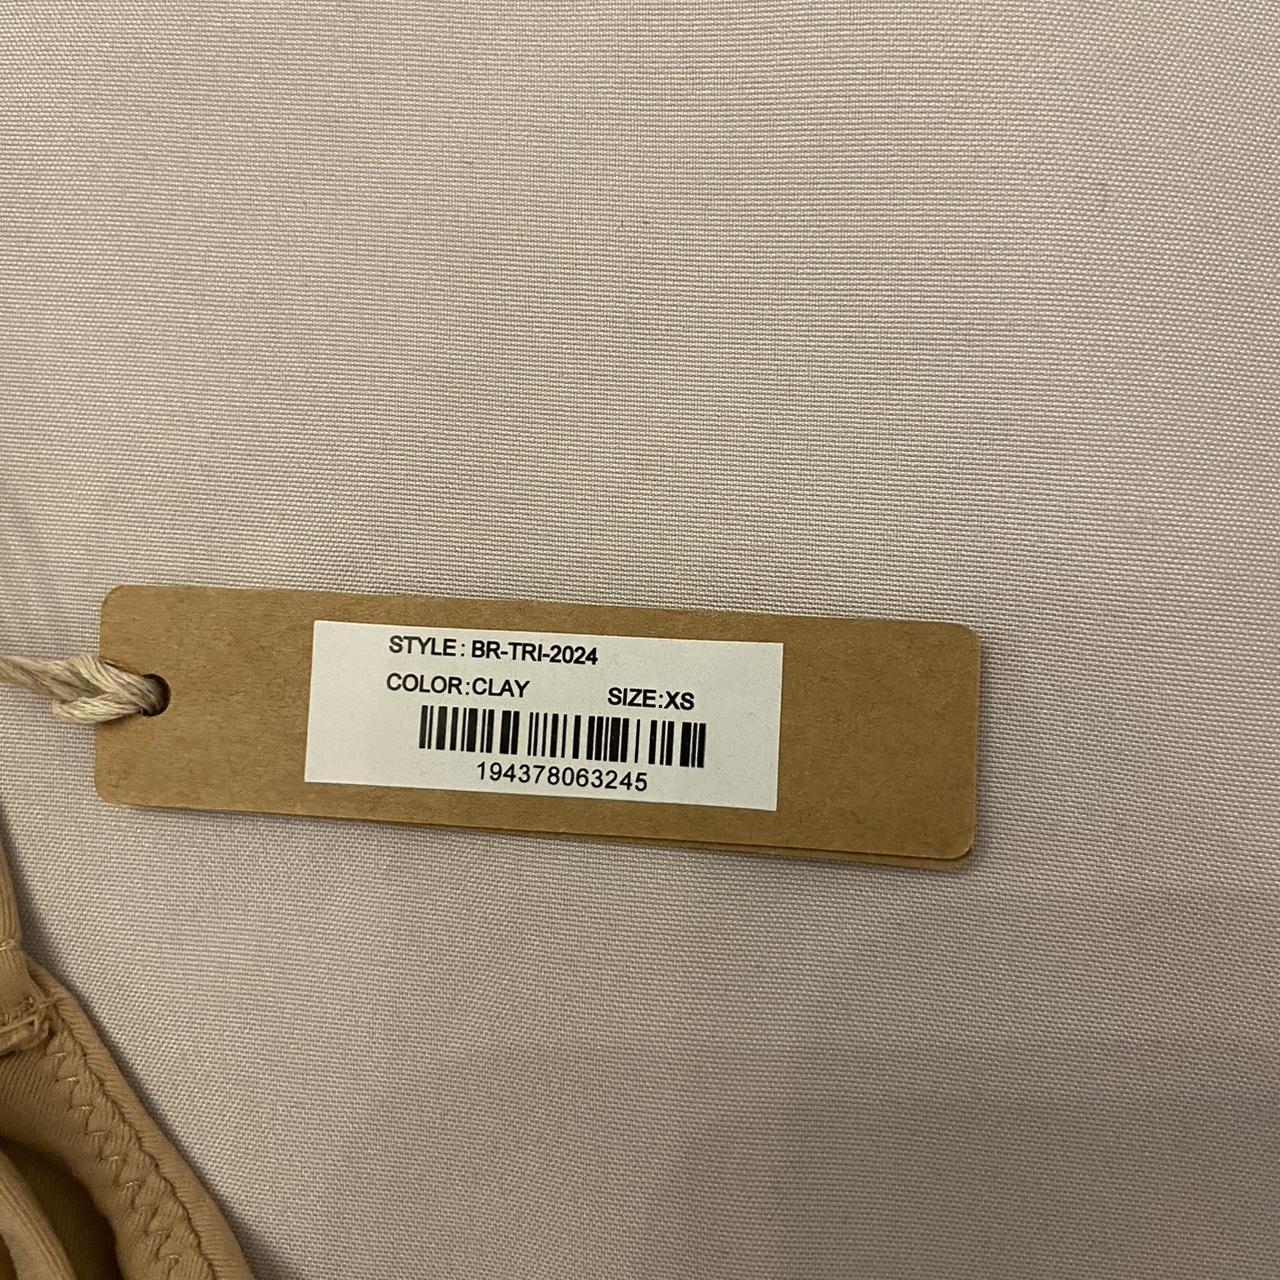 STYLE: BR-TRI-2024
COLOR:CLAY SIZE:XS
194378063245